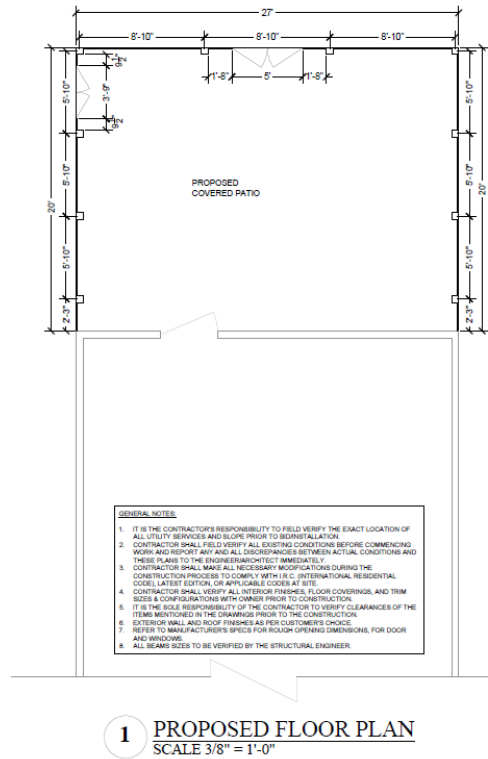 27'
8'-10" 8'-10" 8'-10"
1'-8" 5' 1'-8"
9 1/2"
3'-9"
9 1/2"
5'-10" 5'-10"
5'-10" 5'-10"
5'-10" 5'-10"
2'-3" 2'-3"
20' 20'
PROPOSED
COVERED PATIO
GENERAL NOTES:
1. IT IS THE CONTRACTOR'S RESPONSIBILITY TO FIELD VERIFY THE EXACT LOCATION OF
ALL UTILITY SERVICES AND SLOPE PRIOR TO BID/INSTALLATION.
2. CONTRACTOR SHALL FIELD VERIFY ALL EXISTING CONDITIONS BEFORE COMMENCING
WORK AND REPORT ANY AND ALL DISCREPANCIES BETWEEN ACTUAL CONDITIONS AND
THESE PLANS TO THE ENGINEER/ARCHITECT IMMEDIATELY.
3. CONTRACTOR SHALL MAKE ALL NECESSARY MODIFICATIONS DURING THE
CONSTRUCTION PROCESS TO COMPLY WITH I.R.C. (INTERNATIONAL RESIDENTIAL
CODE), LATEST EDITION, OR APPLICABLE CODES AT SITE.
4. CONTRACTOR SHALL VERIFY ALL INTERIOR FINISHES, FLOOR COVERINGS, AND TRIM
SIZES & CONFIGURATIONS WITH OWNER PRIOR TO CONSTRUCTION.
5. IT IS THE SOLE RESPONSIBILITY OF THE CONTRACTOR TO VERIFY CLEARANCES OF THE
ITEMS MENTIONED IN THE DRAWINGS PRIOR TO THE CONSTRUCTION.
6. EXTERIOR WALL AND ROOF FINISHES AS PER CUSTOMER'S CHOICE.
7. REFER TO MANUFACTURER'S SPECS FOR ROUGH OPENING DIMENSIONS, FOR DOOR
AND WINDOWS.
8. ALL BEAMS SIZES TO BE VERIFIED BY THE STRUCTURAL ENGINEER.
1 PROPOSED FLOOR PLAN
SCALE 3/8" = 1'-0"